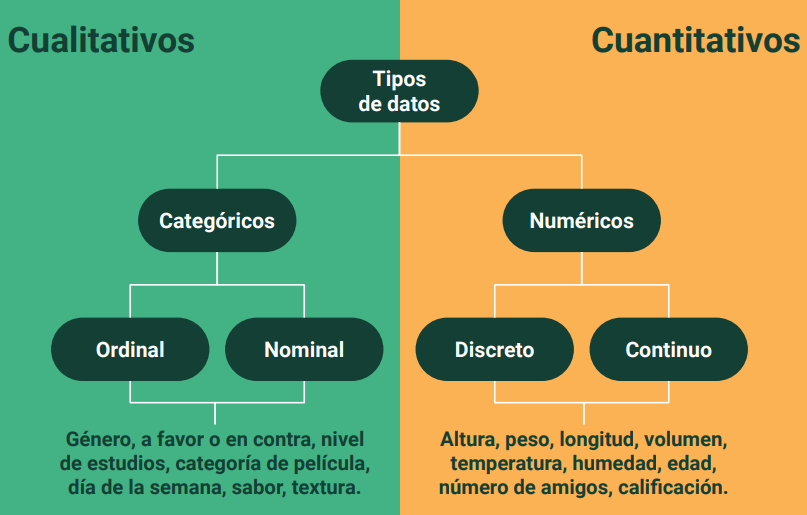 Cualitativos
Cuantitativos
Tipos
de datos
Categóricos
Numéricos
Ordinal
Nominal
Discreto
Continuo
Género, a favor o en contra, nivel
de estudios, categoría de película,
día de la semana, sabor, textura.
Altura, peso, longitud, volumen,
temperatura, humedad, edad,
número de amigos, calificación.